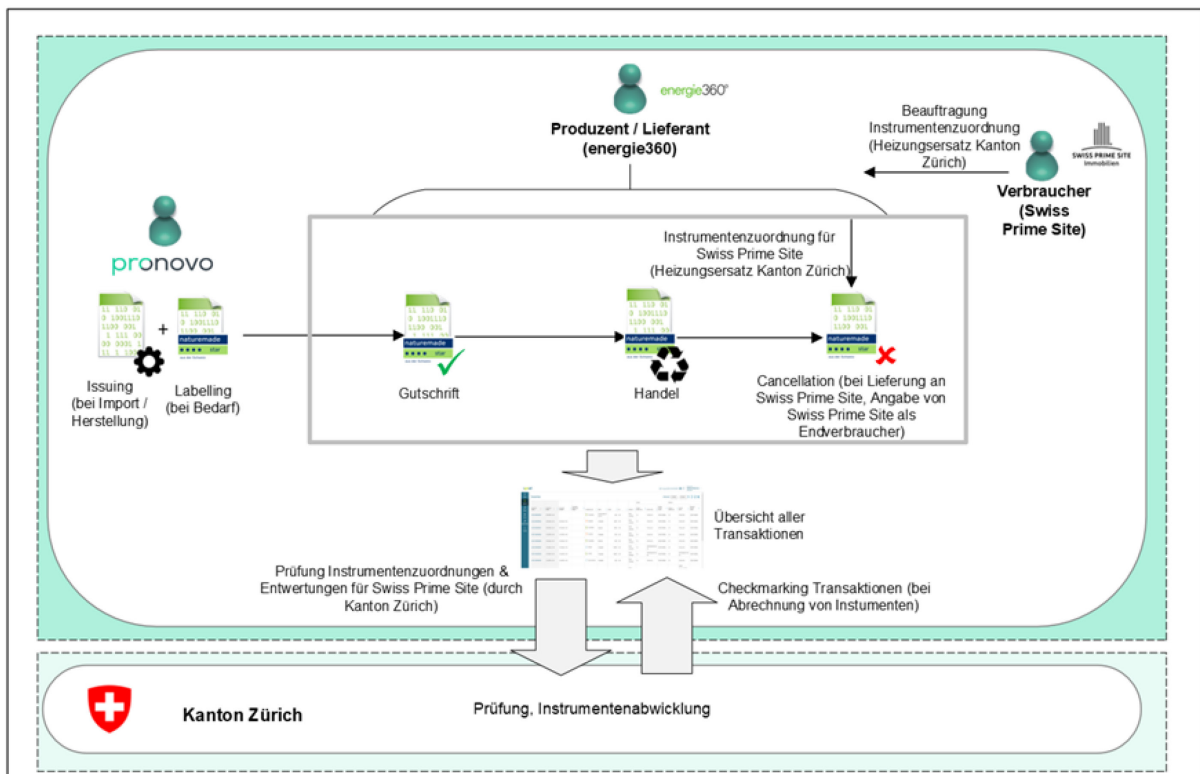 energie360°
Produzent / Lieferant
(energie360)
Beauftragung
Instrumentenzuordnung
(Heizungsersatz Kanton
Zürich)
SWISS PRIME SITE
Immobilien
Verbraucher
(Swiss
Prime Site)
pronovo
Instrumentenzuordnung für
Swiss Prime Site
(Heizungsersatz Kanton Zürich)
+
naturemade
star
naturemade
star
naturemade
star
naturemade
star
Issuing
(bei Import /
Herstellung)
Labelling
(bei Bedarf)
Gutschrift
Handel
Cancellation (bei Lieferung an
Swiss Prime Site, Angabe von
Swiss Prime Site als
Endverbraucher)
Übersicht aller
Transaktionen
Prüfung Instrumentenzuordnungen &
Entwertungen für Swiss Prime Site (durch
Kanton Zürich)
Checkmarking Transaktionen (bei
Abrechnung von Instumenten)
Kanton Zürich
Prüfung, Instrumentenabwicklung